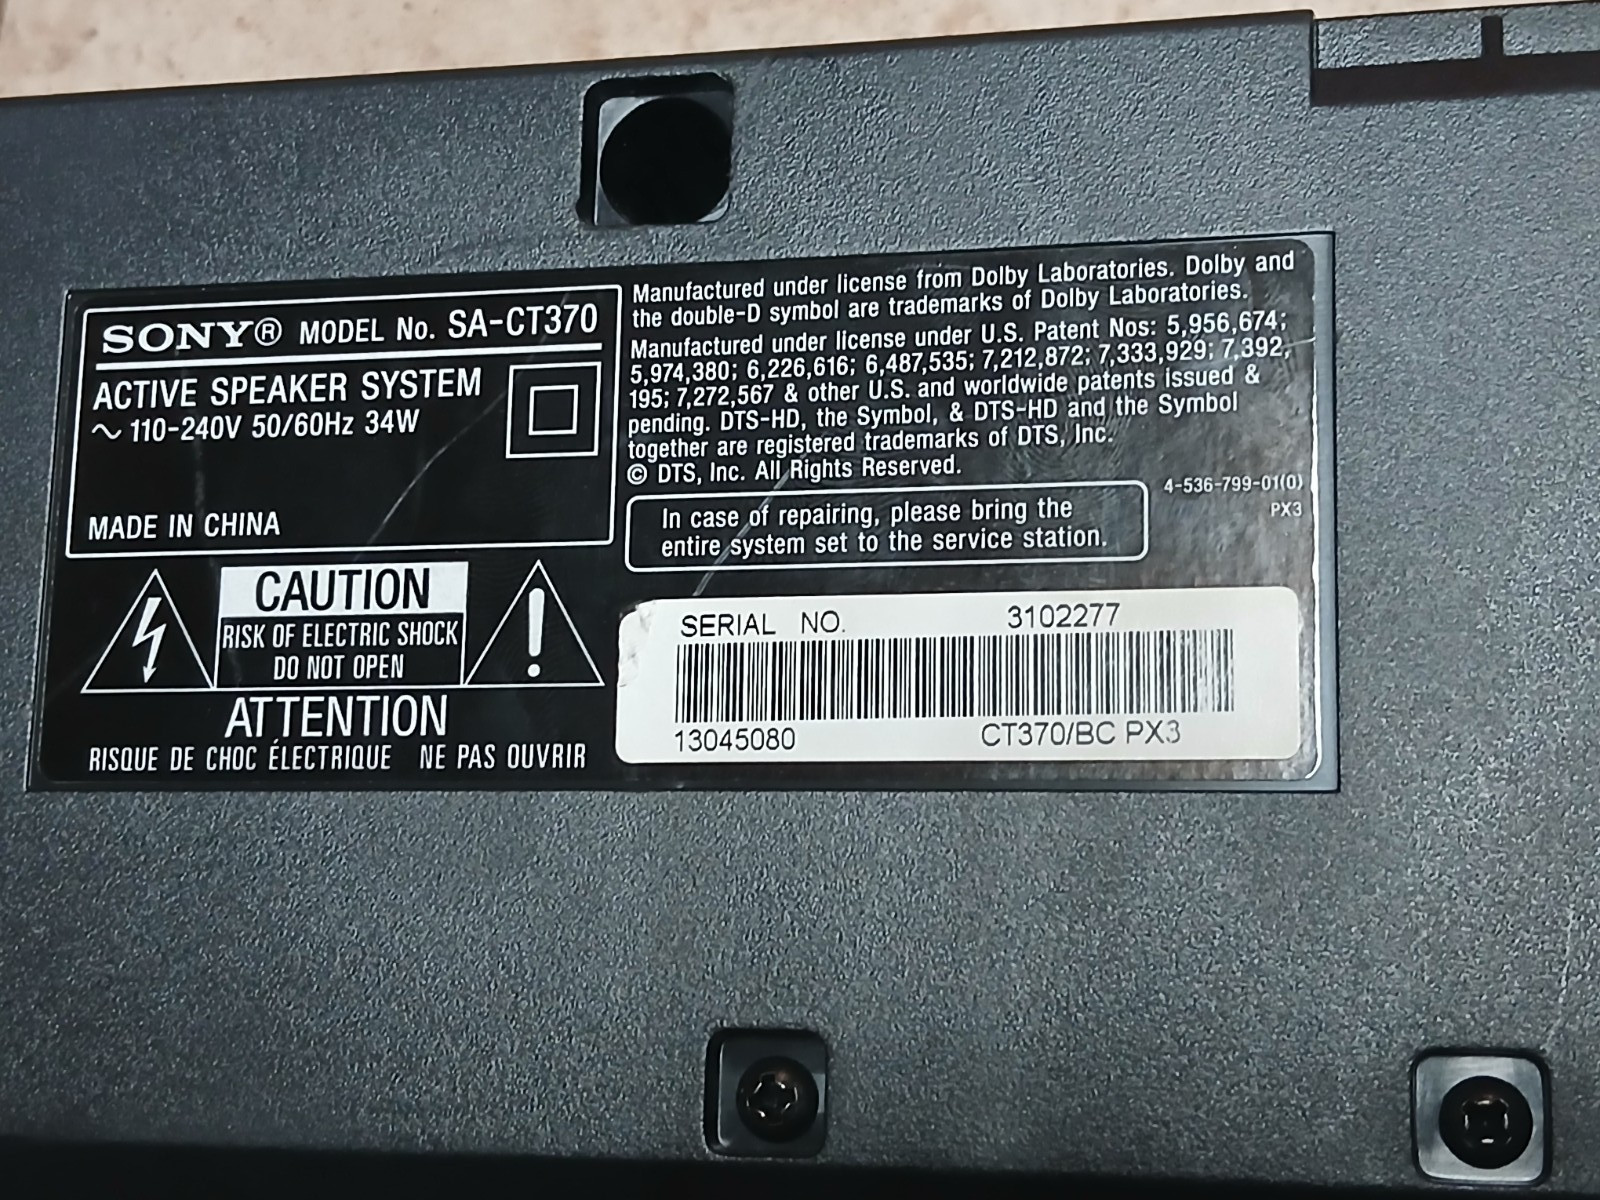 SONY® MODEL No. SA-CT370
ACTIVE SPEAKER SYSTEM
~ 110-240V 50/60Hz 34W
MADE IN CHINA
CAUTION
RISK OF ELECTRIC SHOCK
DO NOT OPEN
ATTENTION
RISQUE DE CHOC ÉLECTRIQUE NE PAS OUVRIR
Manufactured under license from Dolby Laboratories. Dolby and
the double-D symbol are trademarks of Dolby Laboratories.
Manufactured under license under U.S. Patent Nos: 5,956,674;
5,974,380; 6,226,616; 6,487,535; 7,212,872; 7,333,929; 7,392,
195; 7,272,567 & other U.S. and worldwide patents issued &
pending. DTS-HD, the Symbol, & DTS-HD and the Symbol
together are registered trademarks of DTS, Inc.
© DTS, Inc. All Rights Reserved.
4-536-799-01(0)
PX3
In case of repairing, please bring the
entire system set to the service station.
SERIAL NO. 3102277
13045080 CT370/BC PX3